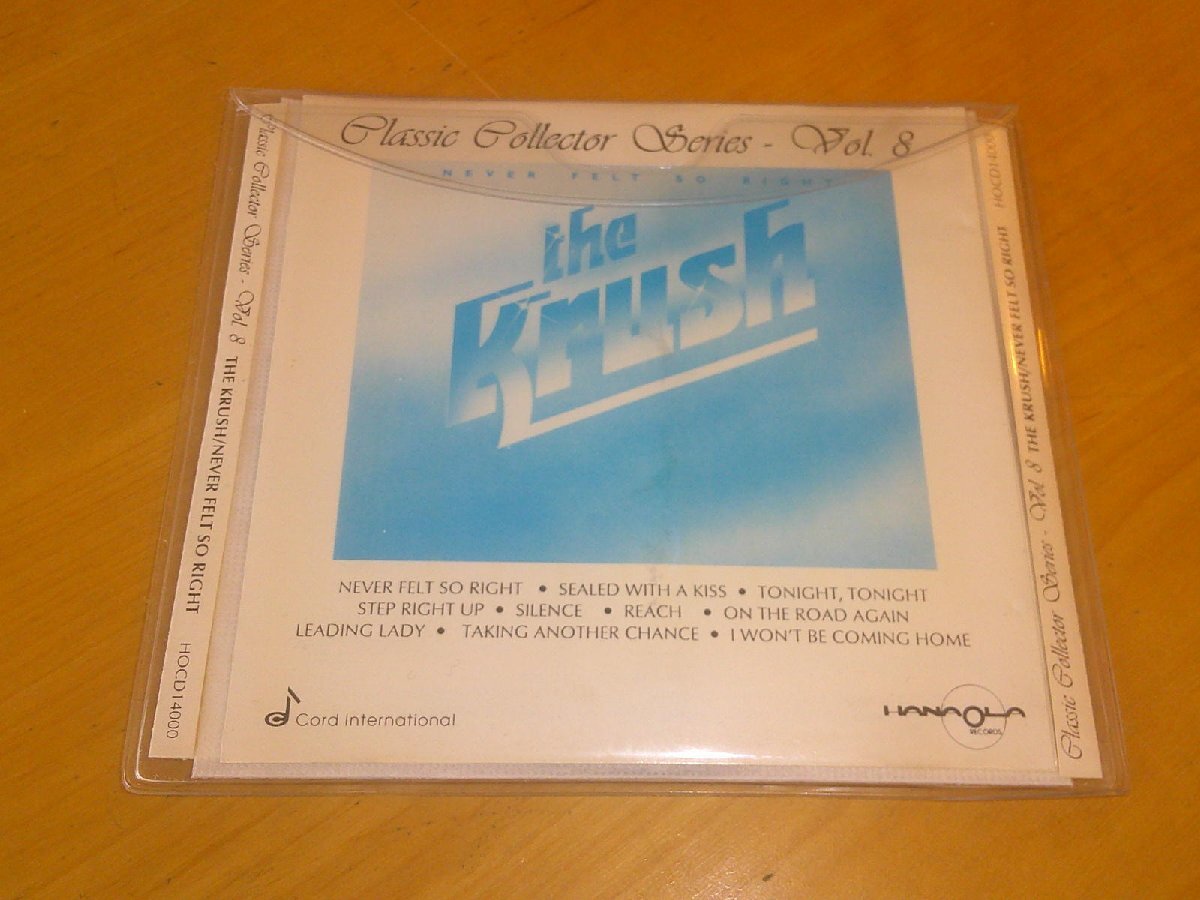 Classic Collector Series - Vol. 8
NEVER FELT SO RIGHT
the
Krush
NEVER FELT SO RIGHT • SEALED WITH A KISS • TONIGHT, TONIGHT
STEP RIGHT UP • SILENCE • REACH • ON THE ROAD AGAIN
LEADING LADY • TAKING ANOTHER CHANCE • I WON'T BE COMING HOME
Cord international
HANAOLA
RECORDS
Classic Collector Series - Vol. 8 THE KRUSH/NEVER FELT SO RIGHT HOCD14000
Classic Collector Series - Vol. 8 THE KRUSH/NEVER FELT SO RIGHT HOCD14000